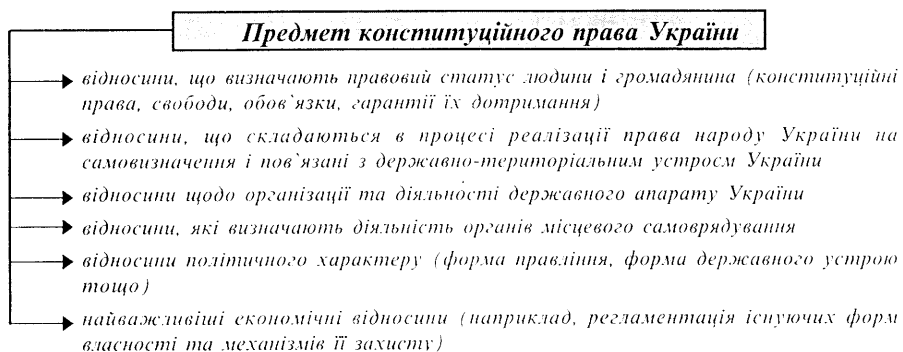 Предмет конституційного права України
відносини, що визначають правовий статус людини і громадянина (конституційні
права, свободи, обов`язки, гарантії їх дотримання)
відносини, що складаються в процесі реалізації права народу України на
самовизначення і пов`язані з державно-територіальним устроєм України
відносини щодо організації та діяльності державного апарату України
відносини, які визначають діяльність органів місцевого самоврядування
відносини політичного характеру (форма правління, форма державного устрою
тощо)
найважливіші економічні відносини (наприклад, регламентація існуючих форм
власності та механізмів її захисту)